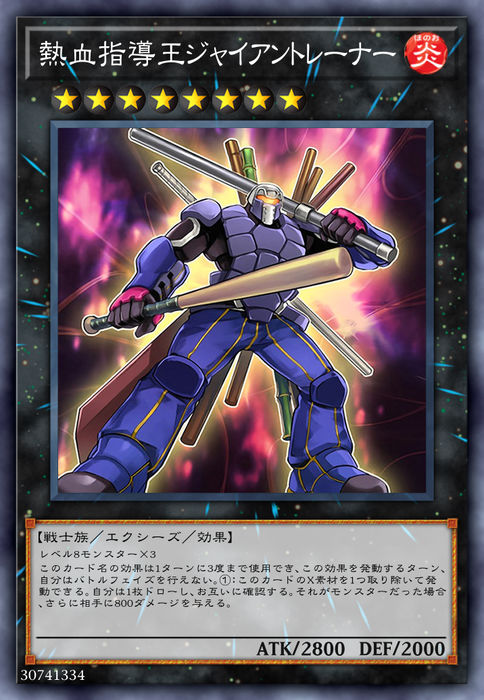 熱血指導王ジャイアントレーナー
ほのお
炎
【戦士族／エクシーズ／効果】
レベル8モンスター×3
このカード名の効果は1ターンに3度まで使用でき、この効果を発動するターン、
自分はバトルフェイズを行えない。①：このカードのX素材を1つ取り除いて発
動できる。自分は1枚ドローし、お互いに確認する。それがモンスターだった場合
、さらに相手に800ダメージを与える。
ATK/2800 DEF/2000
30741334